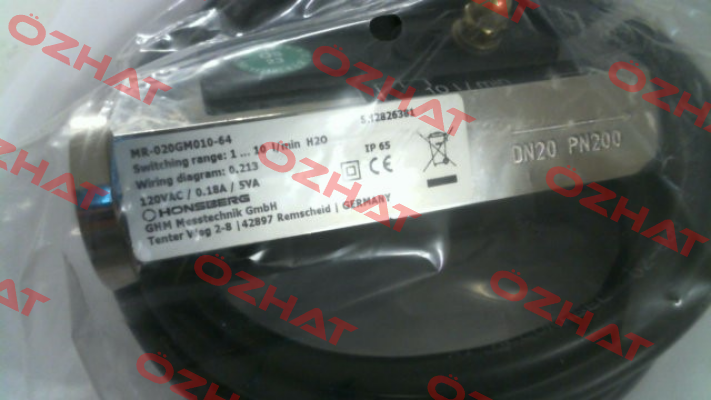 MR-020GM010-64
Switching range: 1 ... 10 l/min H2O
Wiring diagram: 0.213
120VAC / 0.18A / 5VA
HONSBERG
GHM Messtechnik GmbH
Tenter Weg 2-8 | 42897 Remscheid | GERMANY
IP 65
CE
DN20 PN200
ÖZHAT
ÖZHAT
ÖZHAT
ÖZHAT
ÖZHAT
ÖZHAT
ÖZHAT
ÖZHAT
ÖZHAT
ÖZHAT